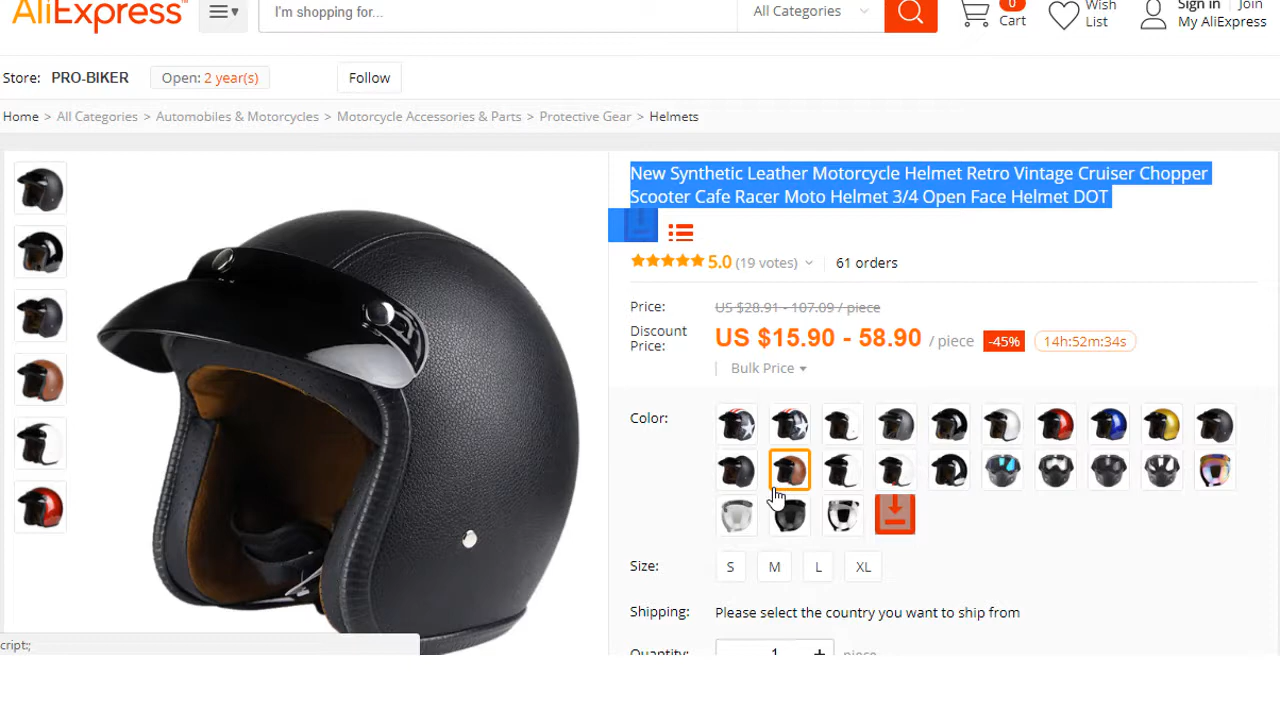 AliExpress™
I'm shopping for...
All Categories
0
Cart
Wish
List
Sign in | Join
My AliExpress
Store: PRO-BIKER Open: 2 year(s) Follow
Home > All Categories > Automobiles & Motorcycles > Motorcycle Accessories & Parts > Protective Gear > Helmets
New Synthetic Leather Motorcycle Helmet Retro Vintage Cruiser Chopper
Scooter Cafe Racer Moto Helmet 3/4 Open Face Helmet DOT
5.0 (19 votes) 61 orders
Price: US $28.91 - 107.09 / piece
Discount
Price:
US $15.90 - 58.90 / piece -45% 14h:52m:34s
Bulk Price
Color:
Size: S M L XL
Shipping: Please select the country you want to ship from
Quantity: 1 + piece
cript:;